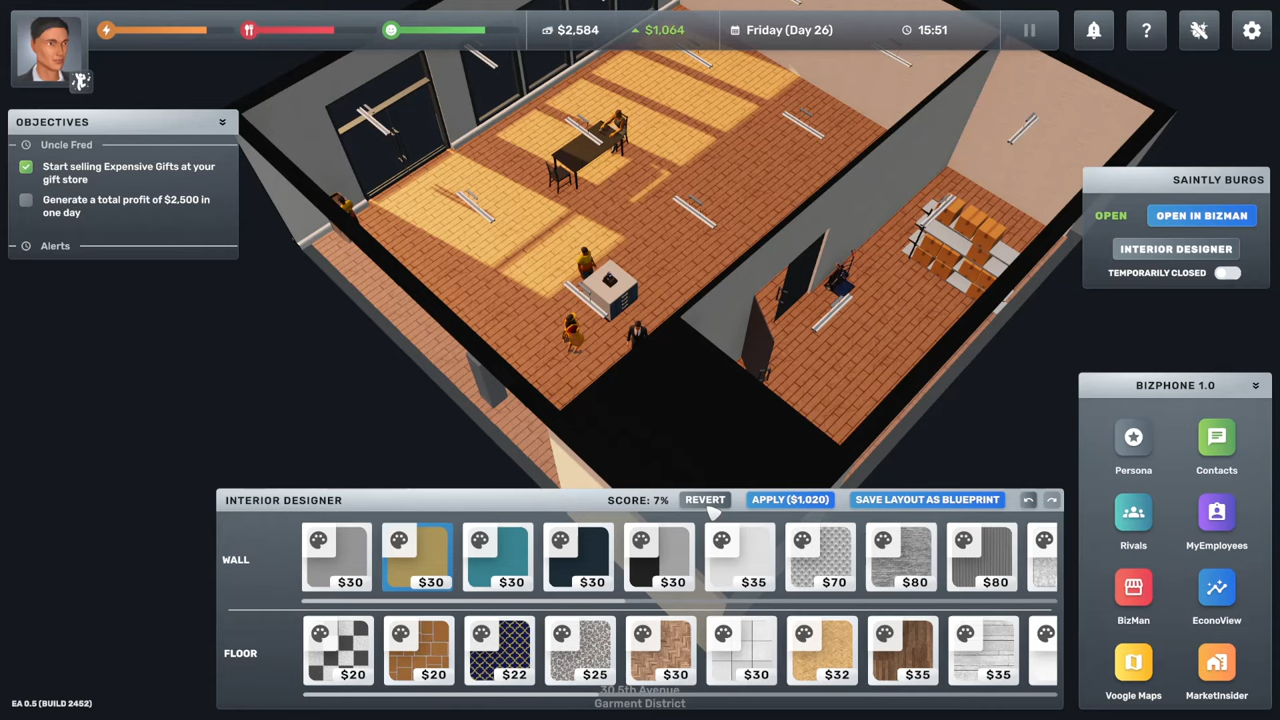 $2,584
$1,064
Friday (Day 26)
15:51
?
OBJECTIVES
Uncle Fred
Start selling Expensive Gifts at your
gift store
Generate a total profit of $2,500 in
one day
Alerts
SAINTLY BURGS
OPEN
OPEN IN BIZMAN
INTERIOR DESIGNER
TEMPORARILY CLOSED
BIZPHONE 1.0
Persona
Contacts
Rivals
MyEmployees
BizMan
EconoView
Voogle Maps
MarketInsider
INTERIOR DESIGNER
SCORE: 7%
REVERT
APPLY ($1,020)
SAVE LAYOUT AS BLUEPRINT
WALL
$30
$30
$30
$30
$30
$35
$70
$80
$80
FLOOR
$20
$20
$22
$25
$30
$30
$32
$35
$35
30 5th Avenue
Garment District
EA 0.5 (BUILD 2452)